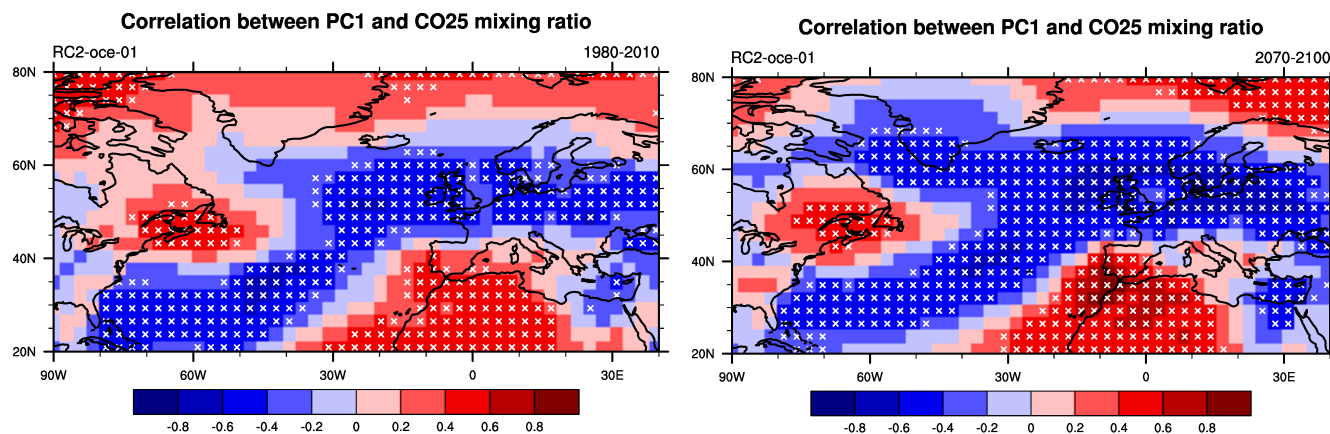 Correlation between PC1 and CO25 mixing ratio
RC2-oce-01 1980-2010
80N
60N
40N
20N
90W 60W 30W 0 30E
-0.8 -0.6 -0.4 -0.2 0 0.2 0.4 0.6 0.8
Correlation between PC1 and CO25 mixing ratio
RC2-oce-01 2070-2100
80N
60N
40N
20N
90W 60W 30W 0 30E
-0.8 -0.6 -0.4 -0.2 0 0.2 0.4 0.6 0.8